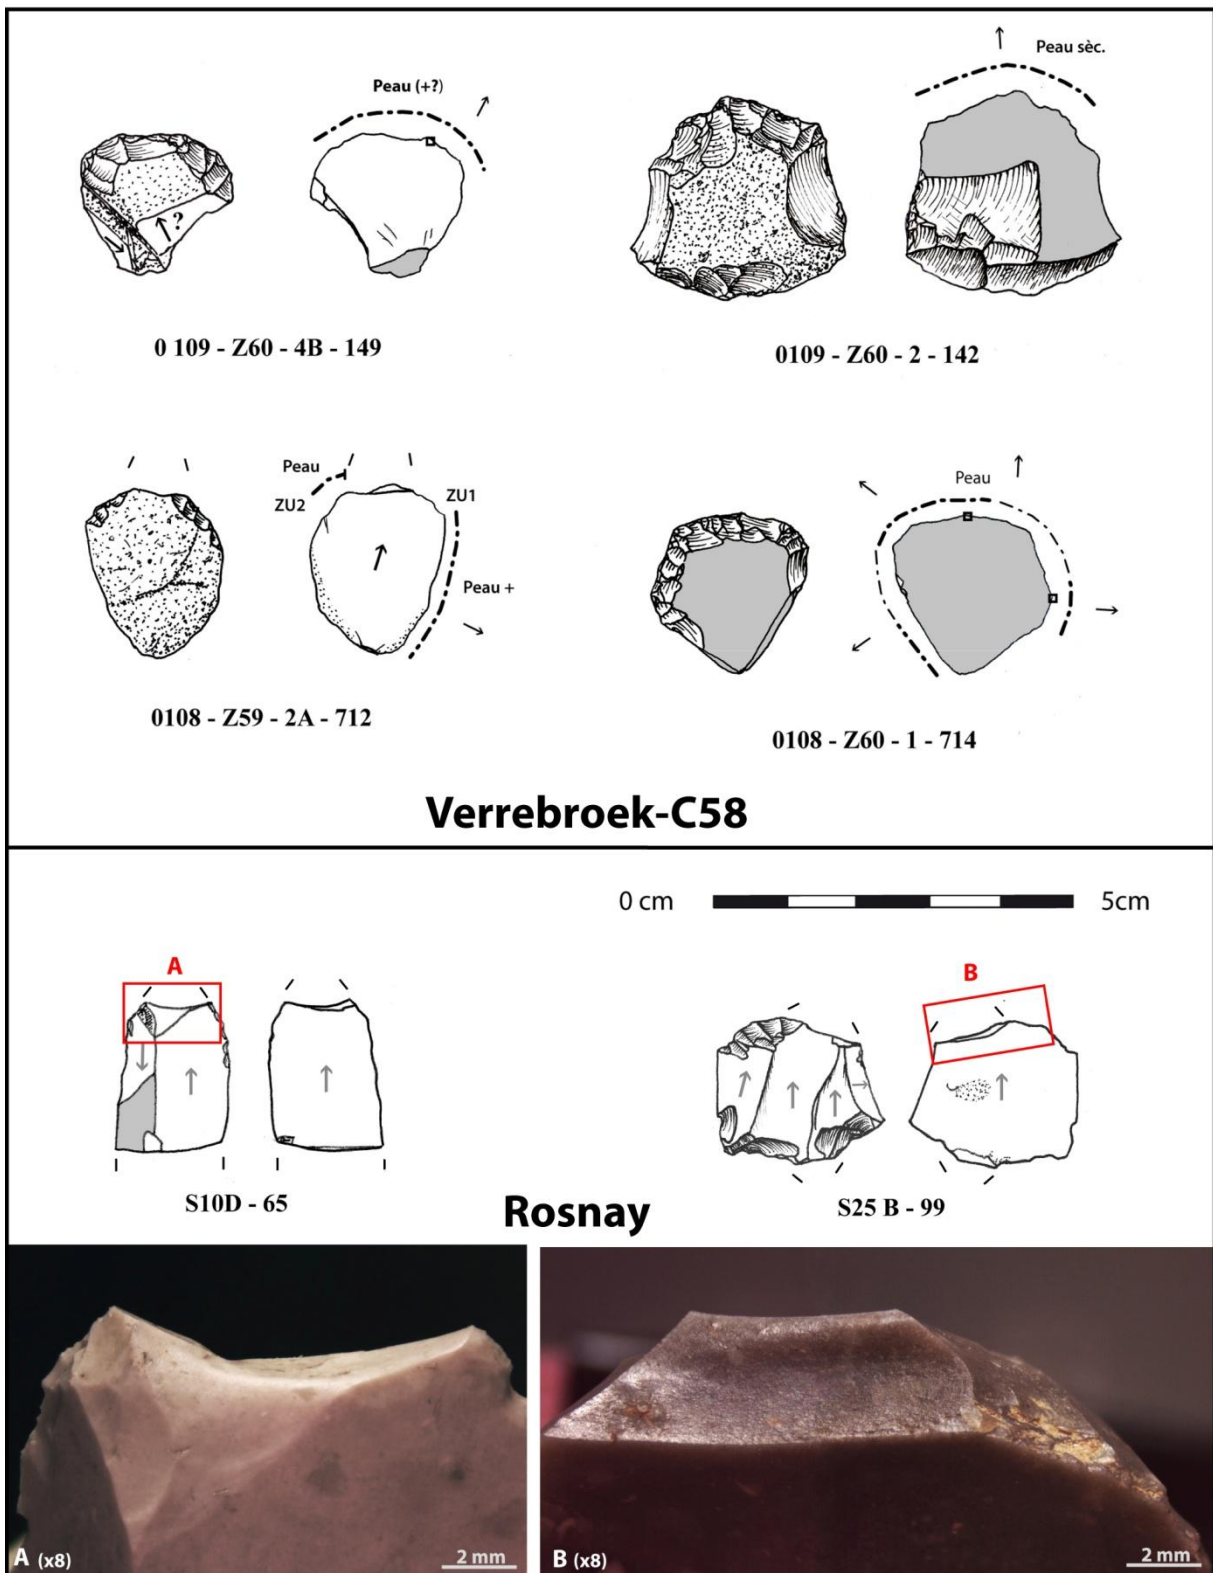 Peau (+?)
Peau sèc.
?
0 109 - Z60 - 4B - 149
0109 - Z60 - 2 - 142
Peau
ZU2
ZU1
Peau +
Peau
0108 - Z59 - 2A - 712
0108 - Z60 - 1 - 714
Verrebroek-C58
0 cm
5cm
A
B
S10D - 65
S25 B - 99
Rosnay
A (x8)
2 mm
B (x8)
2 mm